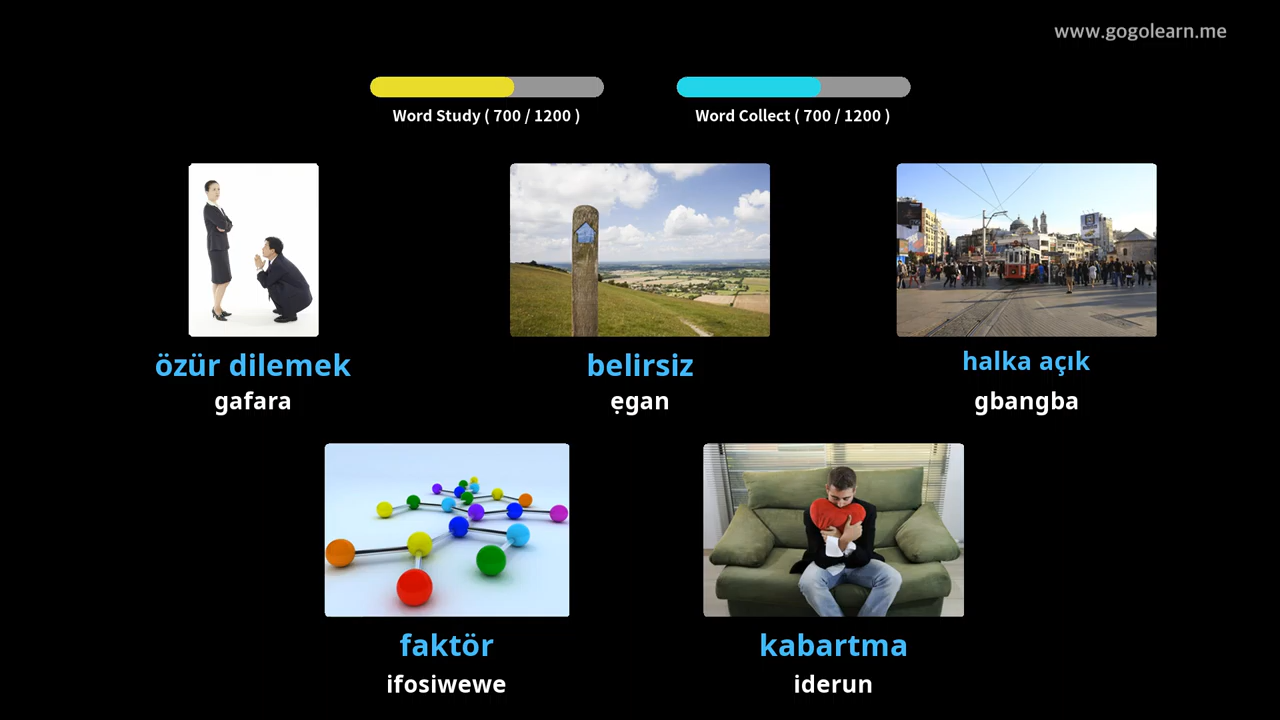 www.gogolearn.me
Word Study ( 700 / 1200 )
Word Collect ( 700 / 1200 )
özür dilemek
gafara
belirsiz
ẹgan
halka açık
gbangba
faktör
ifosiwewe
kabartma
iderun